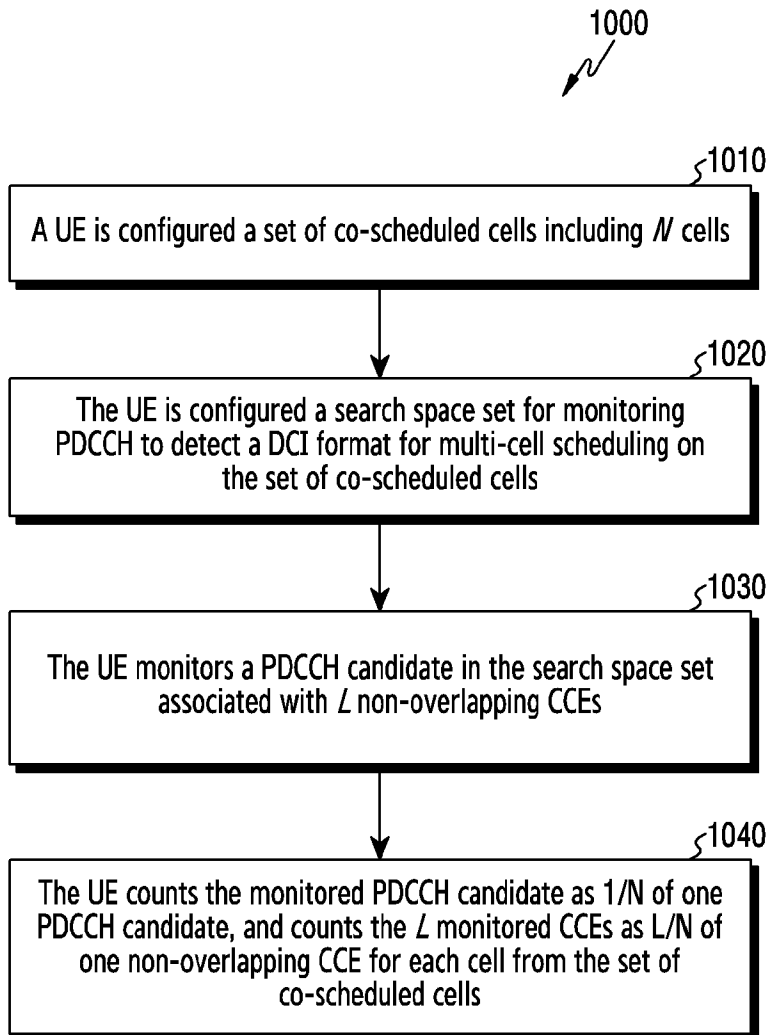 1000
1010
A UE is configured a set of co-scheduled cells including N cells
1020
The UE is configured a search space set for monitoring
PDCCH to detect a DCI format for multi-cell scheduling on
the set of co-scheduled cells
1030
The UE monitors a PDCCH candidate in the search space set
associated with L non-overlapping CCEs
1040
The UE counts the monitored PDCCH candidate as 1/N of one
PDCCH candidate, and counts the L monitored CCEs as L/N of
one non-overlapping CCE for each cell from the set of
co-scheduled cells